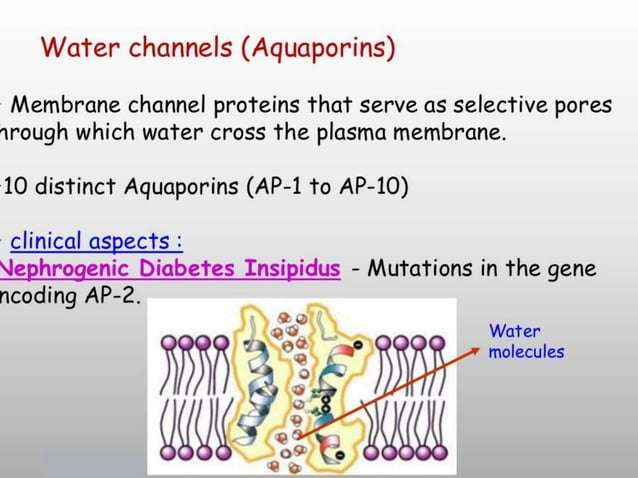 Water channels (Aquaporins)
Membrane channel proteins that serve as selective pores
hrough which water cross the plasma membrane.
10 distinct Aquaporins (AP-1 to AP-10)
clinical aspects :
Nephrogenic Diabetes Insipidus - Mutations in the gene
ncoding AP-2.
Water
molecules